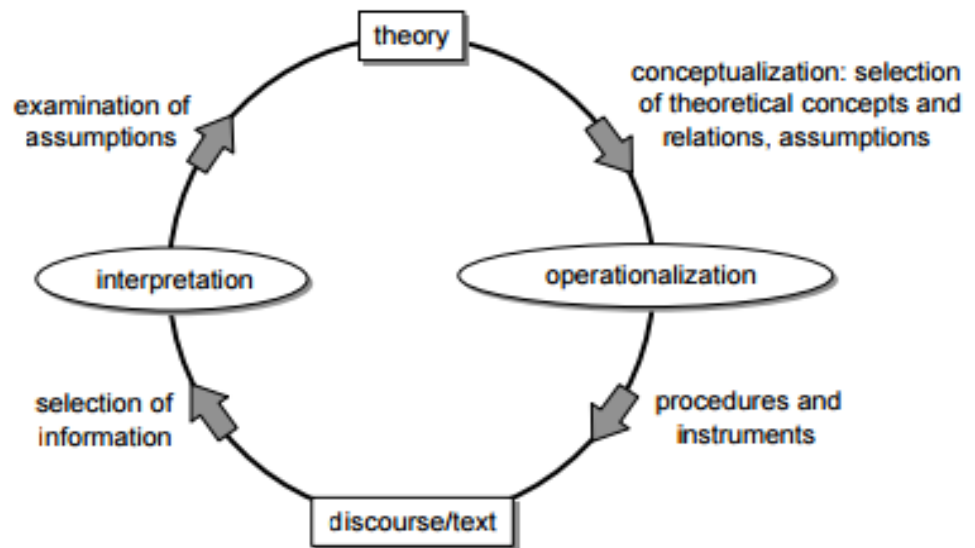 theory
conceptualization: selection
of theoretical concepts and
relations, assumptions
examination of
assumptions
interpretation
operationalization
selection of
information
procedures and
instruments
discourse/text